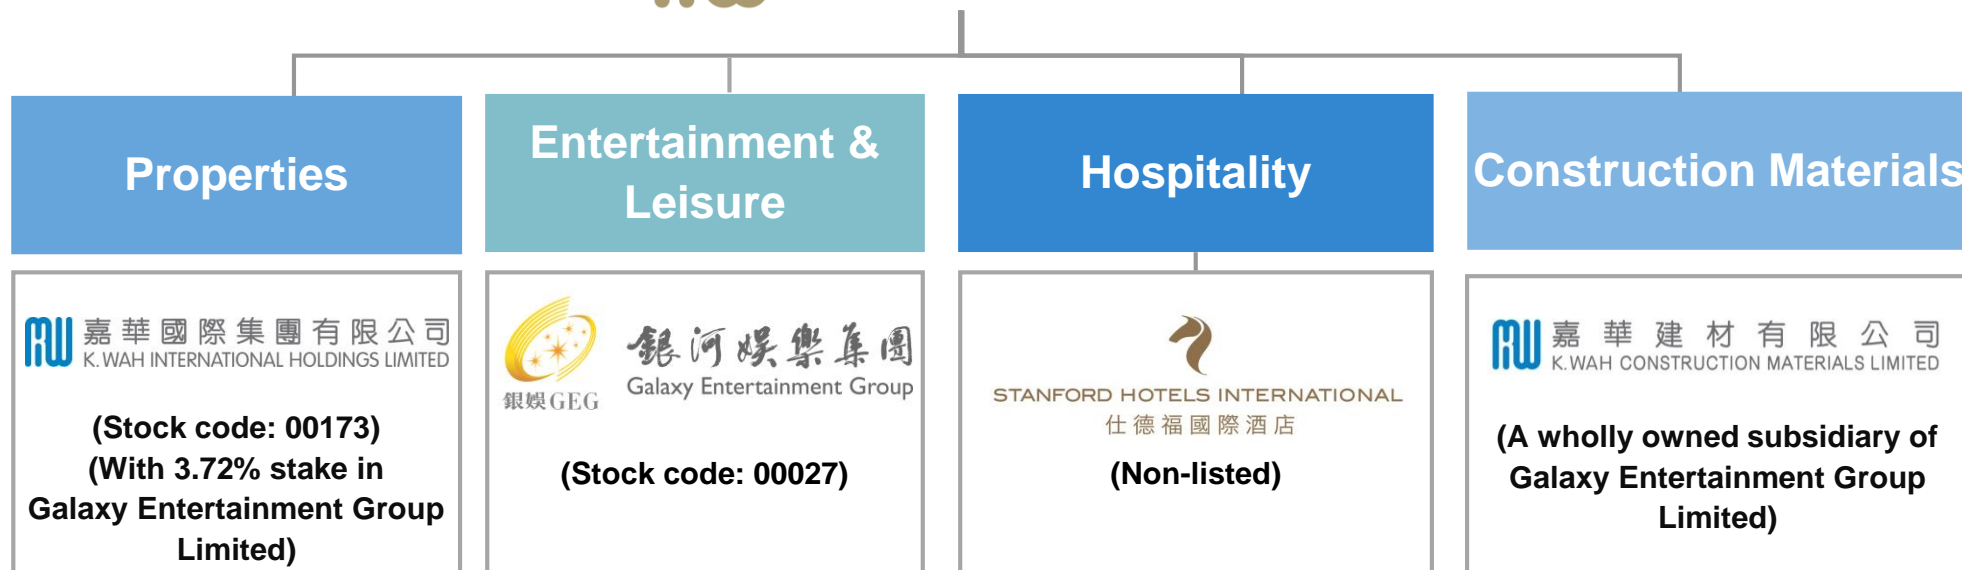 Properties
嘉華國際集團有限公司
K. WAH INTERNATIONAL HOLDINGS LIMITED
(Stock code: 00173)
(With 3.72% stake in
Galaxy Entertainment Group
Limited)
Entertainment &
Leisure
銀娛GEG
銀河娛樂集團
Galaxy Entertainment Group
(Stock code: 00027)
Hospitality
STANFORD HOTELS INTERNATIONAL
仕德福國際酒店
(Non-listed)
Construction Materials
嘉華建材有限公司
K. WAH CONSTRUCTION MATERIALS LIMITED
(A wholly owned subsidiary of
Galaxy Entertainment Group
Limited)